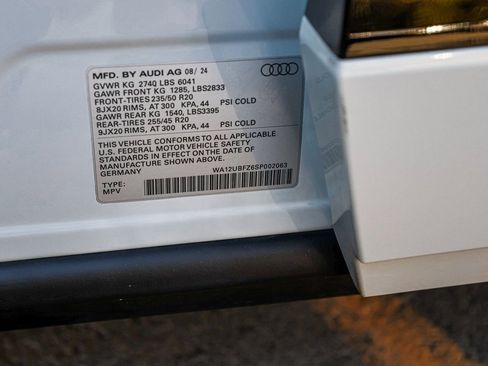 MFD. BY AUDI AG 08/ 24
GVWR KG 2740 LBS 6041
GAWR FRONT KG 1285, LBS2833
FRONT-TIRES 235/50 R20
8JX20 RIMS, AT 300 KPA, 44 PSI COLD
GAWR REAR KG 1540, LBS3395
REAR-TIRES 255/45 R20
9JX20 RIMS, AT 300 KPA, 44 PSI COLD
THIS VEHICLE CONFORMS TO ALL APPLICABLE
U.S. FEDERAL MOTOR VEHICLE SAFETY
STANDARDS IN EFFECT ON THE DATE OF
MANUFACTURE SHOWN ABOVE.
GERMANY
WA12UBFZ6SP002063
TYPE:
MPV